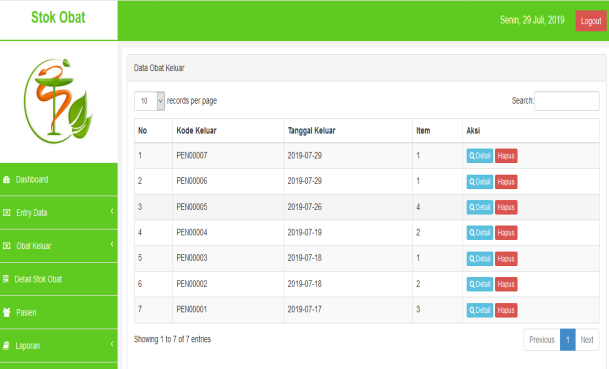 Stok Obat
Senin, 29 Juli, 2019 Logout
Dashboard
Entry Data
Obat Keluar
Detail Stok Obat
Pasien
Laporan
Data Obat Keluar
10 records per page Search:
No Kode Keluar Tanggal Keluar Item Aksi
1 PEN00007 2019-07-29 1 Detail Hapus
2 PEN00006 2019-07-29 1 Detail Hapus
3 PEN00005 2019-07-26 4 Detail Hapus
4 PEN00004 2019-07-19 2 Detail Hapus
5 PEN00003 2019-07-18 1 Detail Hapus
6 PEN00002 2019-07-18 2 Detail Hapus
7 PEN00001 2019-07-17 3 Detail Hapus
Showing 1 to 7 of 7 entries Previous 1 Next